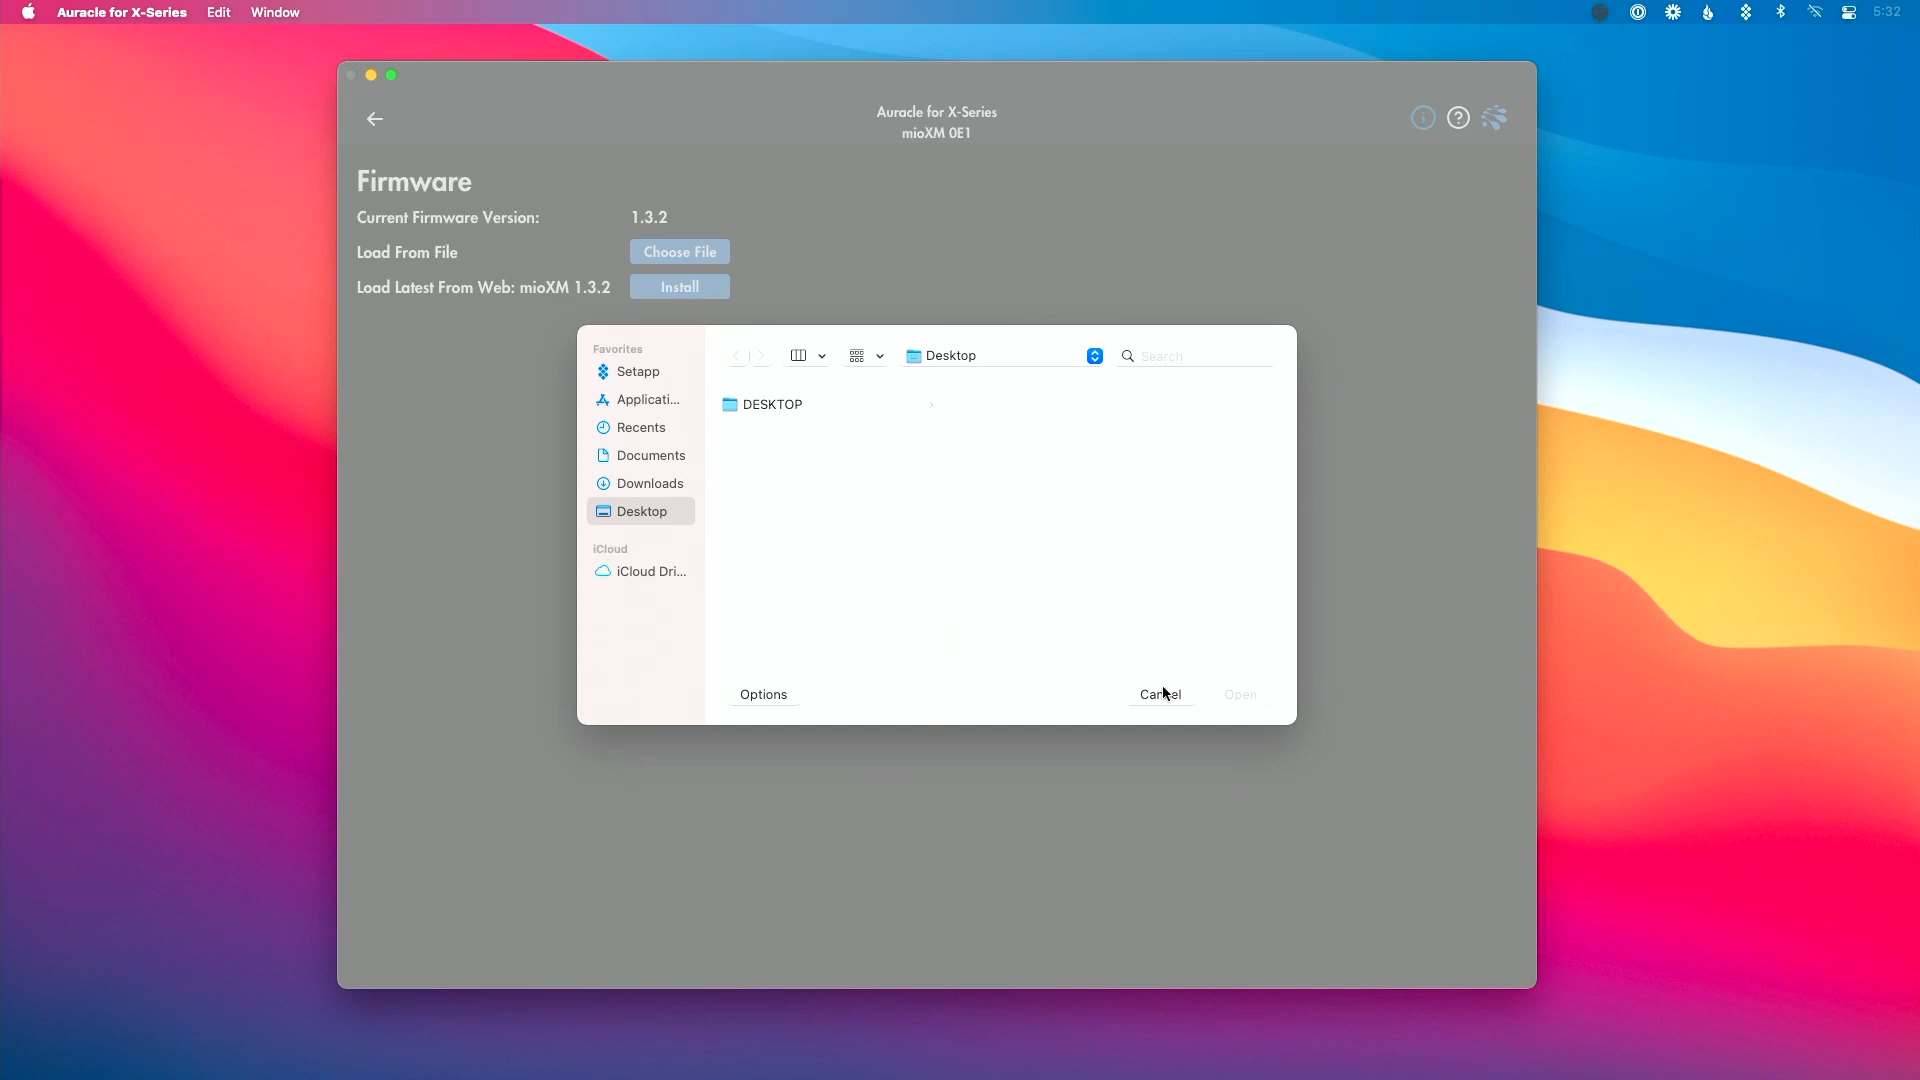 Auracle for X-Series Edit Window 5:32
Auracle for X-Series
mioXM 0E1
Firmware
Current Firmware Version: 1.3.2
Load From File Choose File
Load Latest From Web: mioXM 1.3.2 Install
Favorites
Setapp
Applicati...
Recents
Documents
Downloads
Desktop
iCloud
iCloud Dri...
Desktop
Search
DESKTOP
Options
Cancel
Open